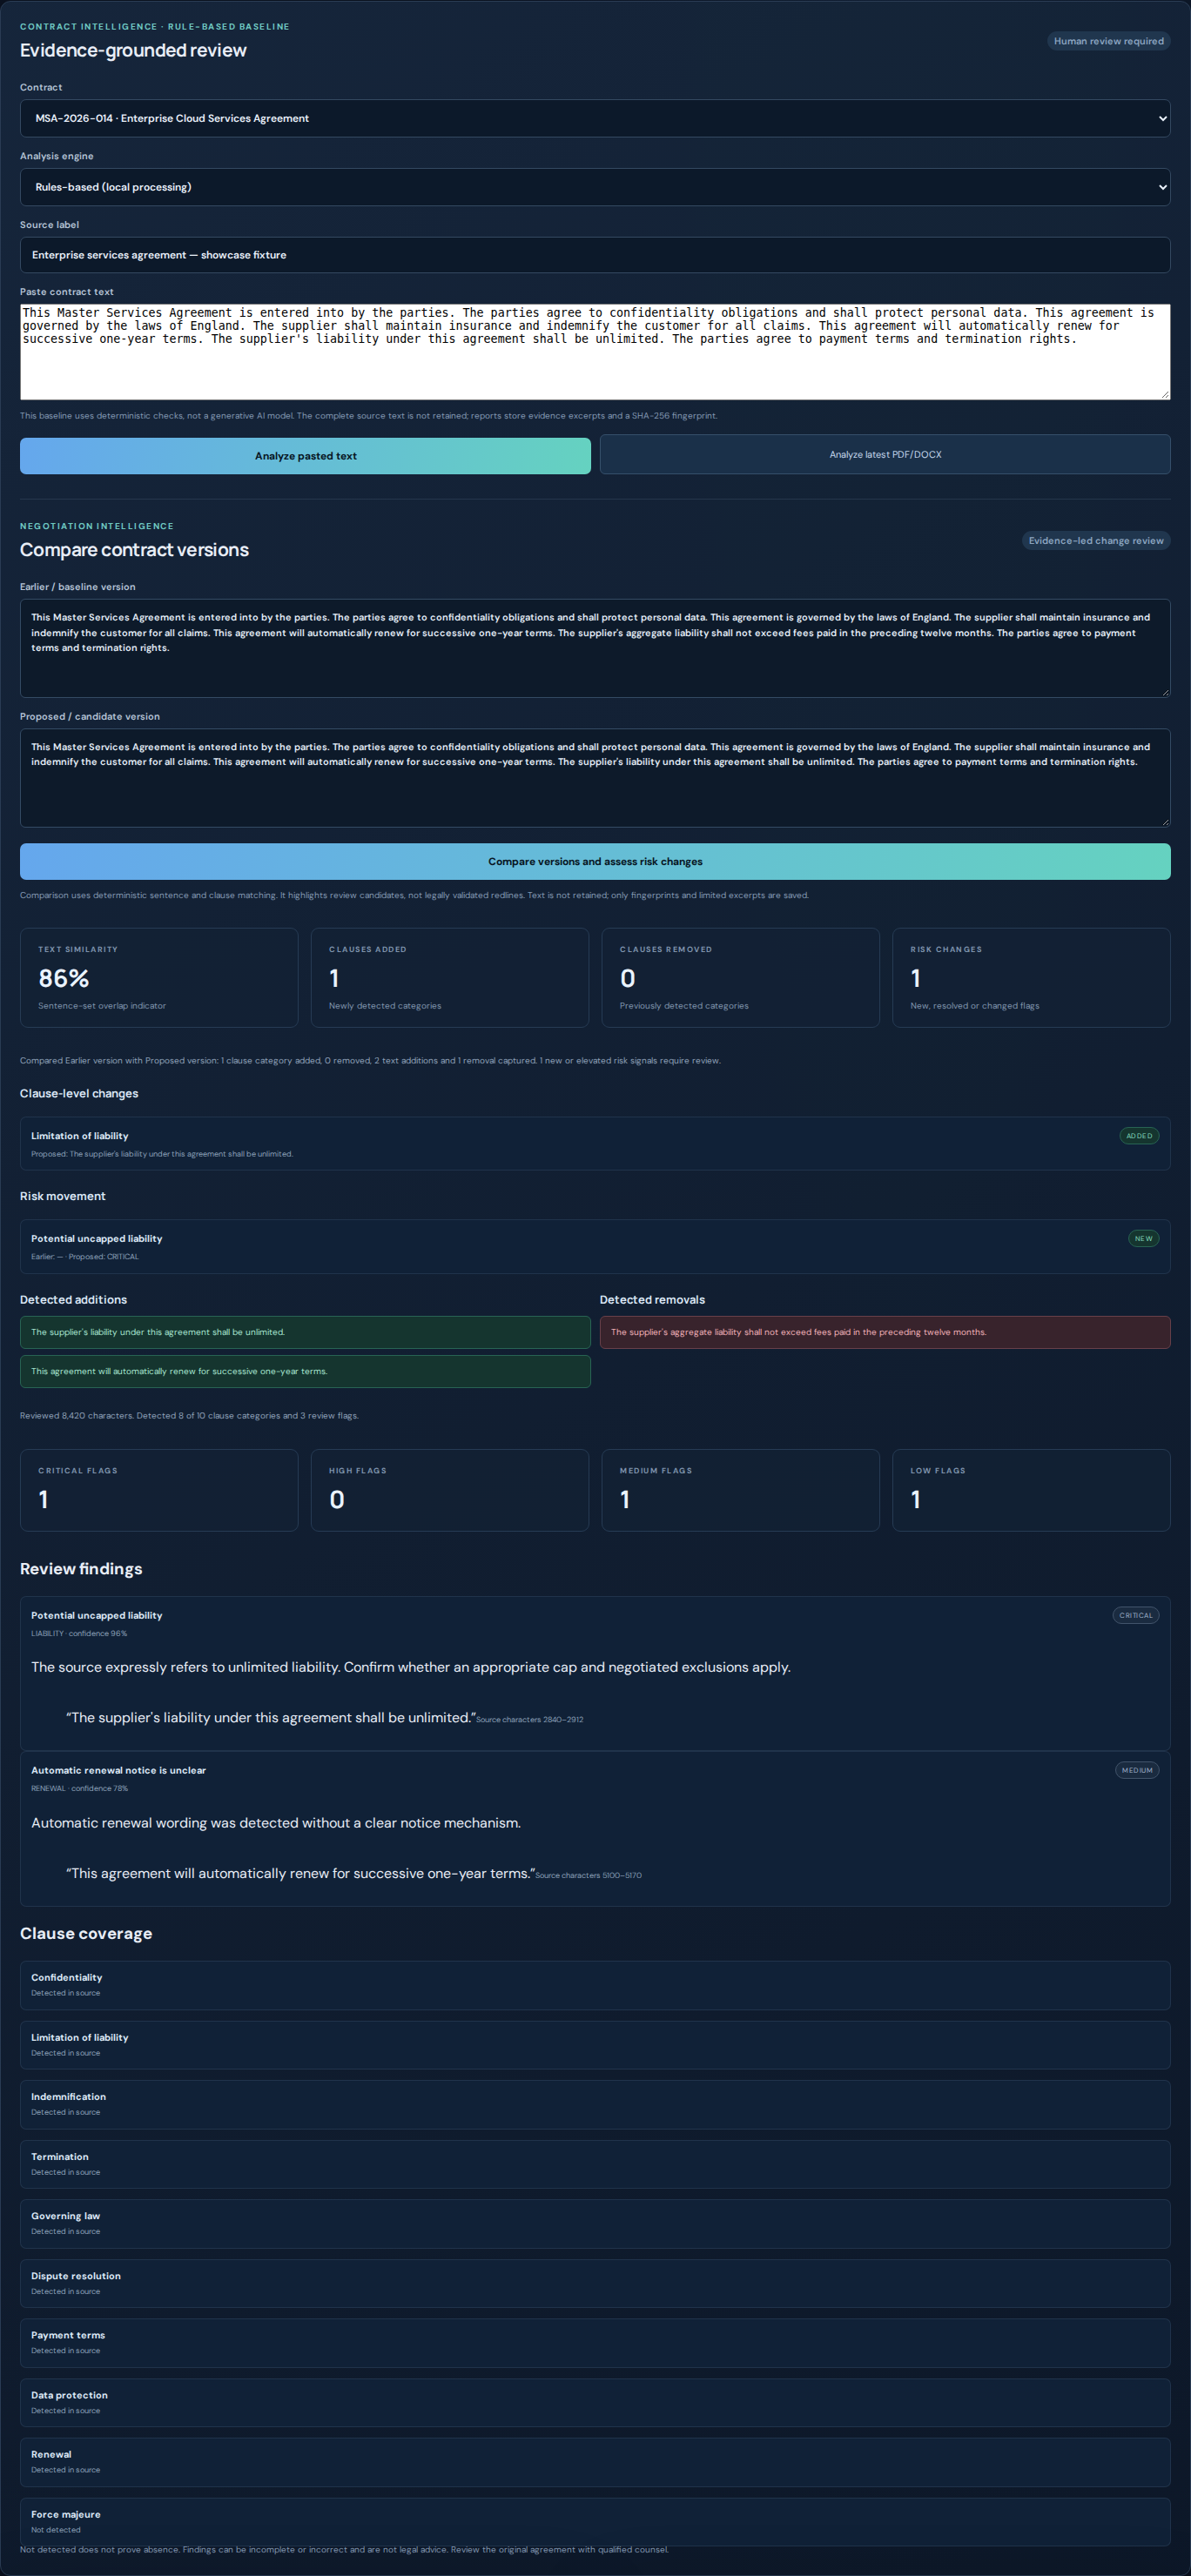 CONTRACT INTELLIGENCE · RULE-BASED BASELINE
Evidence-grounded review
Human review required
Contract
MSA-2026-014 · Enterprise Cloud Services Agreement
Analysis engine
Rules-based (local processing)
Source label
Enterprise services agreement — showcase fixture
Paste contract text
This Master Services Agreement is entered into by the parties. The parties agree to confidentiality obligations and shall protect personal data. This agreement is
governed by the laws of England. The supplier shall maintain insurance and indemnify the customer for all claims. This agreement will automatically renew for
successive one-year terms. The supplier's liability under this agreement shall be unlimited. The parties agree to payment terms and termination rights.
This baseline uses deterministic checks, not a generative AI model. The complete source text is not retained; reports store evidence excerpts and a SHA-256 fingerprint.
Analyze pasted text
Analyze latest PDF/DOCX
NEGOTIATION INTELLIGENCE
Compare contract versions
Evidence-led change review
Earlier / baseline version
This Master Services Agreement is entered into by the parties. The parties agree to confidentiality obligations and shall protect personal data. This agreement is governed by the laws of England. The supplier shall maintain insurance and
indemnify the customer for all claims. This agreement will automatically renew for successive one-year terms. The supplier's aggregate liability shall not exceed fees paid in the preceding twelve months. The parties agree to payment
terms and termination rights.
Proposed / candidate version
This Master Services Agreement is entered into by the parties. The parties agree to confidentiality obligations and shall protect personal data. This agreement is governed by the laws of England. The supplier shall maintain insurance and
indemnify the customer for all claims. This agreement will automatically renew for successive one-year terms. The supplier's liability under this agreement shall be unlimited. The parties agree to payment terms and termination rights.
Compare versions and assess risk changes
Comparison uses deterministic sentence and clause matching. It highlights review candidates, not legally validated redlines. Text is not retained; only fingerprints and limited excerpts are saved.
TEXT SIMILARITY
86%
Sentence-set overlap indicator
CLAUSES ADDED
1
Newly detected categories
CLAUSES REMOVED
0
Previously detected categories
RISK CHANGES
1
New, resolved or changed flags
Compared Earlier version with Proposed version: 1 clause category added, 0 removed, 2 text additions and 1 removal captured. 1 new or elevated risk signals require review.
Clause-level changes
Limitation of liability
ADDED
Proposed: The supplier's liability under this agreement shall be unlimited.
Risk movement
Potential uncapped liability
NEW
Earlier: — · Proposed: CRITICAL
Detected additions
The supplier's liability under this agreement shall be unlimited.
This agreement will automatically renew for successive one-year terms.
Detected removals
The supplier's aggregate liability shall not exceed fees paid in the preceding twelve months.
Reviewed 8,420 characters. Detected 8 of 10 clause categories and 3 review flags.
CRITICAL FLAGS
1
HIGH FLAGS
0
MEDIUM FLAGS
1
LOW FLAGS
1
Review findings
Potential uncapped liability
CRITICAL
LIABILITY · confidence 96%
The source expressly refers to unlimited liability. Confirm whether an appropriate cap and negotiated exclusions apply.
“The supplier's liability under this agreement shall be unlimited.” Source characters 2840–2912
Automatic renewal notice is unclear
MEDIUM
RENEWAL · confidence 78%
Automatic renewal wording was detected without a clear notice mechanism.
“This agreement will automatically renew for successive one-year terms.” Source characters 5100–5170
Clause coverage
Confidentiality
Detected in source
Limitation of liability
Detected in source
Indemnification
Detected in source
Termination
Detected in source
Governing law
Detected in source
Dispute resolution
Detected in source
Payment terms
Detected in source
Data protection
Detected in source
Renewal
Detected in source
Force majeure
Not detected
Not detected does not prove absence. Findings can be incomplete or incorrect and are not legal advice. Review the original agreement with qualified counsel.